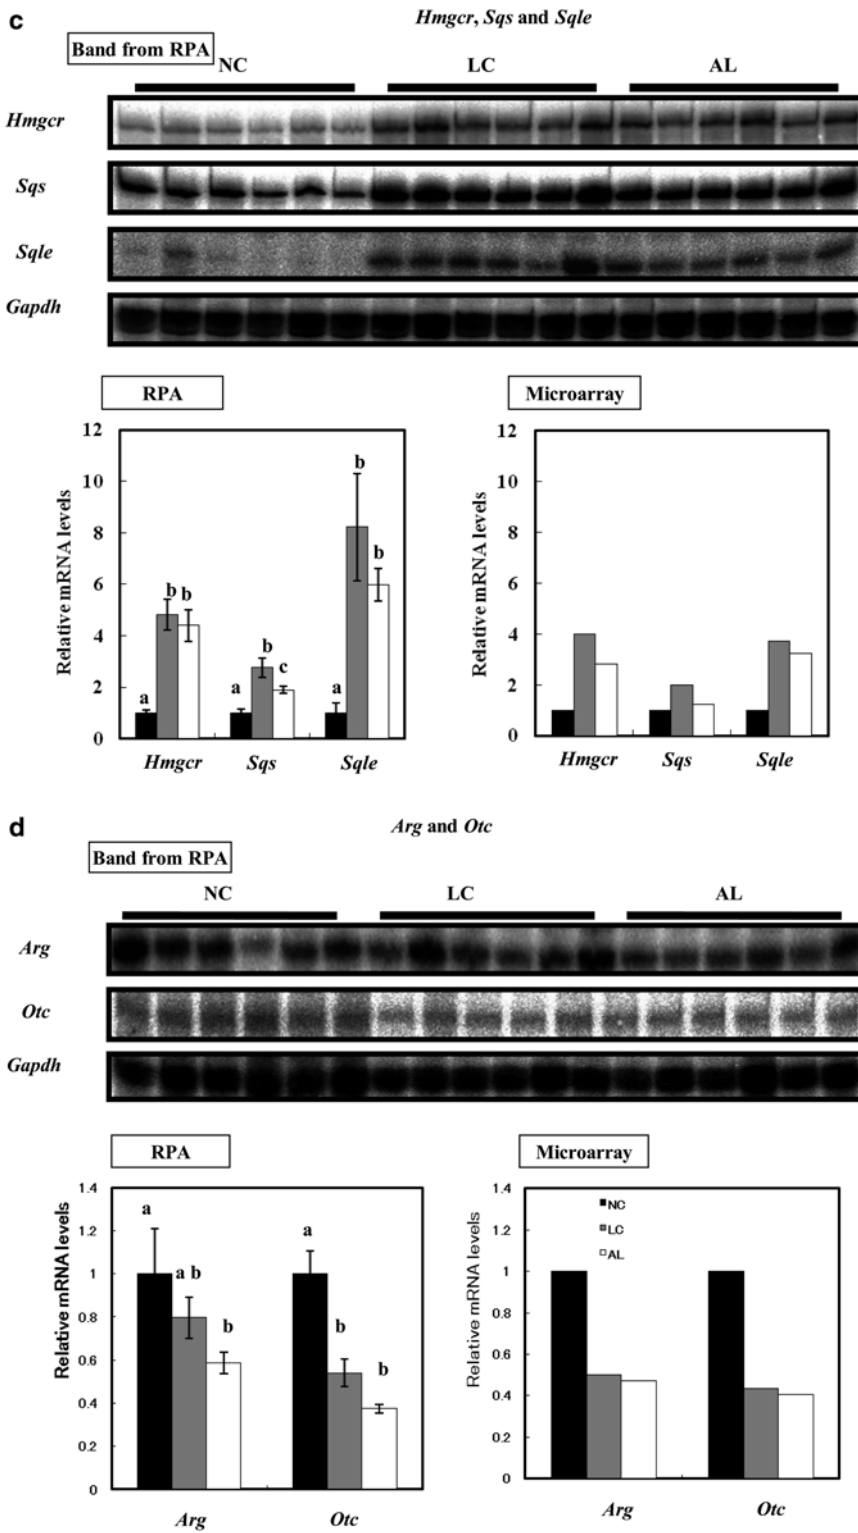 c
Hmgcr, Sqs and Sqle
Band from RPA
NC LC AL
Hmgcr
Sqs
Sqle
Gapdh
RPA
Microarray
Relative mRNA levels
12
10
8
6
4
2
0
a b b
a b c
a b b
Hmgcr Sqs Sqle
Relative mRNA levels
12
10
8
6
4
2
0
Hmgcr Sqs Sqle
d
Arg and Otc
Band from RPA
NC LC AL
Arg
Otc
Gapdh
RPA
Microarray
Relative mRNA levels
1.4
1.2
1
0.8
0.6
0.4
0.2
0
a a b b
a b b
Arg Otc
Relative mRNA levels
1.4
1.2
1
0.8
0.6
0.4
0.2
0
NC
LC
AL
Arg Otc